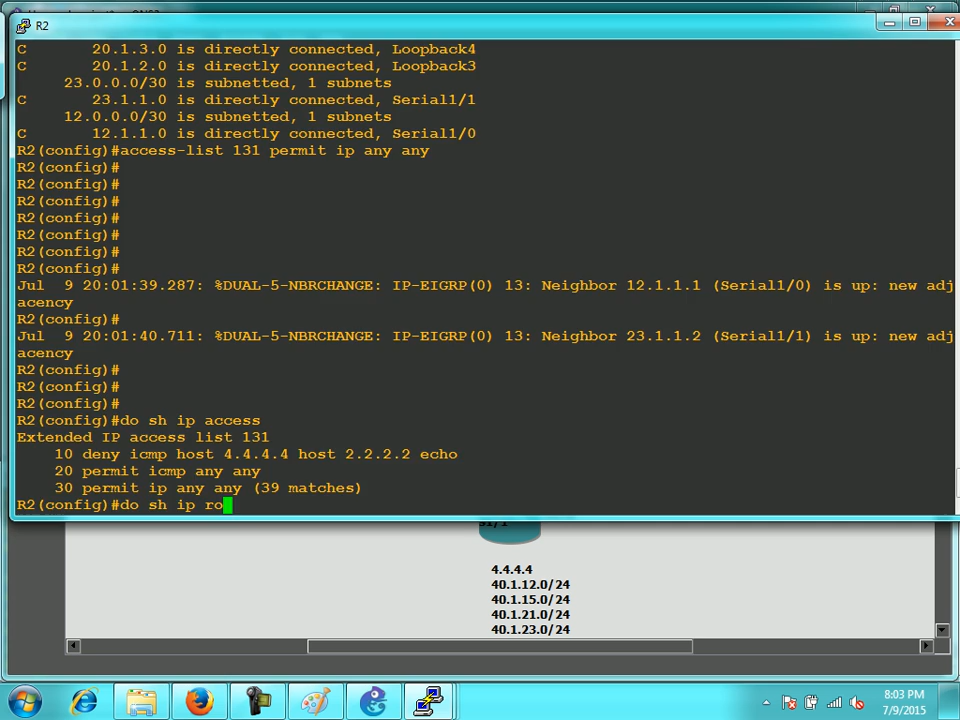 R2
C       20.1.3.0 is directly connected, Loopback4
C       20.1.2.0 is directly connected, Loopback3
     23.0.0.0/30 is subnetted, 1 subnets
C       23.1.1.0 is directly connected, Serial1/1
     12.0.0.0/30 is subnetted, 1 subnets
C       12.1.1.0 is directly connected, Serial1/0
R2(config)#access-list 131 permit ip any any
R2(config)#
R2(config)#
R2(config)#
R2(config)#
R2(config)#
R2(config)#
R2(config)#
Jul  9 20:01:39.287: %DUAL-5-NBRCHANGE: IP-EIGRP(0) 13: Neighbor 12.1.1.1 (Serial1/0) is up: new adj
acency
R2(config)#
Jul  9 20:01:40.711: %DUAL-5-NBRCHANGE: IP-EIGRP(0) 13: Neighbor 23.1.1.2 (Serial1/1) is up: new adj
acency
R2(config)#
R2(config)#
R2(config)#
R2(config)#do sh ip access
Extended IP access list 131
    10 deny icmp host 4.4.4.4 host 2.2.2.2 echo
    20 permit icmp any any
    30 permit ip any any (39 matches)
R2(config)#do sh ip ro
s1/1
4.4.4.4
40.1.12.0/24
40.1.15.0/24
40.1.21.0/24
40.1.23.0/24
8:03 PM
7/9/2015